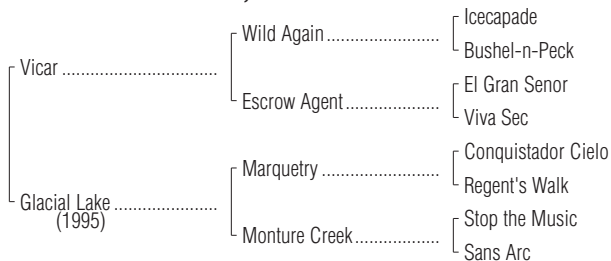 Icecapade
Wild Again ........................
Bushel-n-Peck
Vicar .................................
El Gran Senor
Escrow Agent....................
Viva Sec
Conquistador Cielo
Marquetry ........................
Regent's Walk
Glacial Lake ......................
(1995)
Stop the Music
Monture Creek..................
Sans Arc